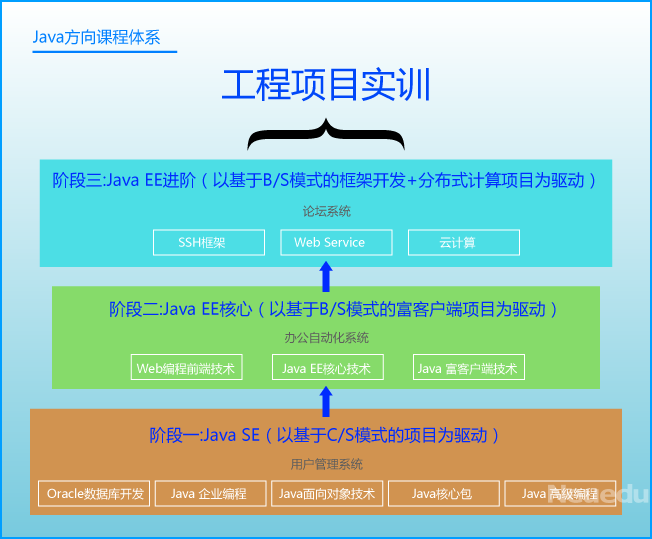 Java方向课程体系
工程项目实训
阶段三:Java EE进阶（以基于B/S模式的框架开发+分布式计算项目为驱动）
论坛系统
SSH框架 Web Service 云计算
阶段二:Java EE核心（以基于B/S模式的富客户端项目为驱动）
办公自动化系统
Web编程前端技术 Java EE核心技术 Java 富客户端技术
阶段一:Java SE（以基于C/S模式的项目为驱动）
用户管理系统
Oracle数据库开发 Java 企业编程 Java面向对象技术 Java核心包 Java 高级编程
Neuedu